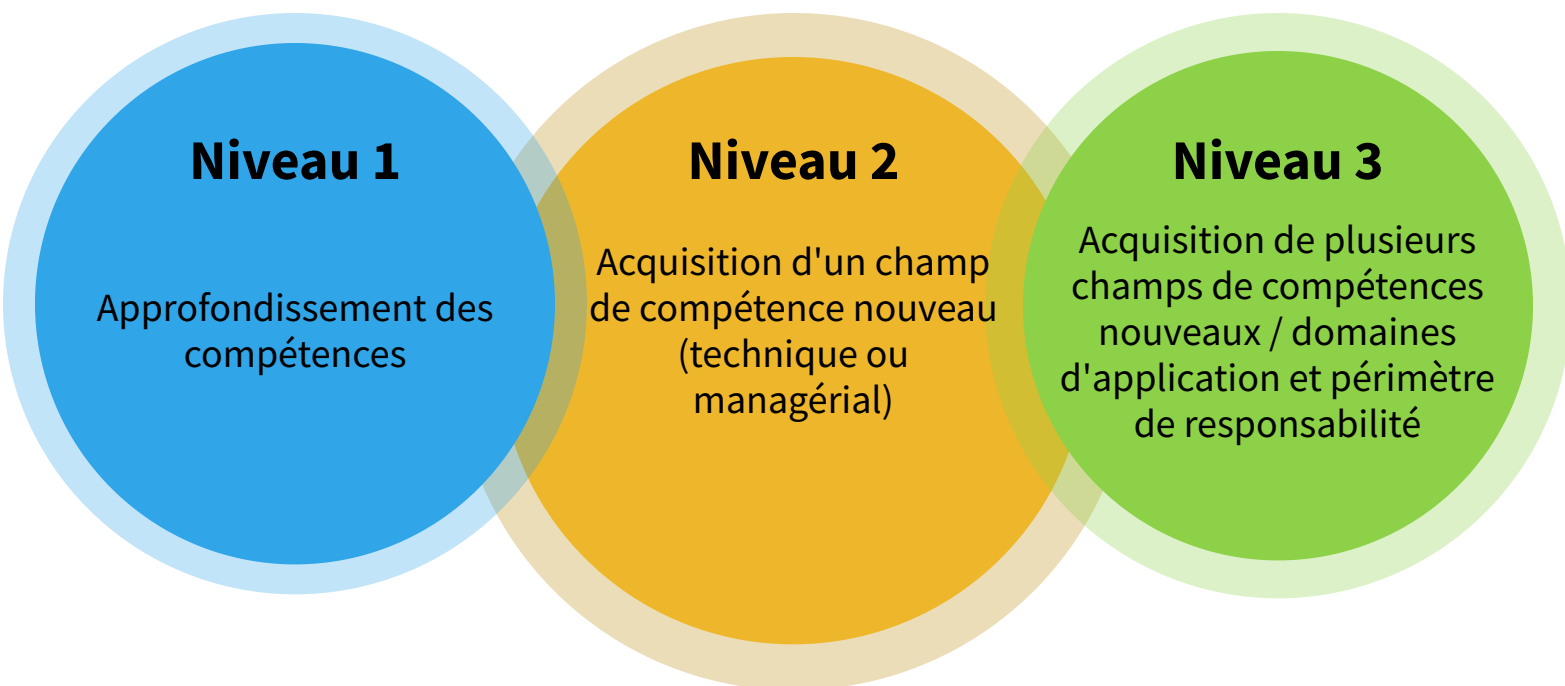 Niveau 1
Approfondissement des
compétences
Niveau 2
Acquisition d'un champ
de compétence nouveau
(technique ou
managérial)
Niveau 3
Acquisition de plusieurs
champs de compétences
nouveaux / domaines
d'application et périmètre
de responsabilité